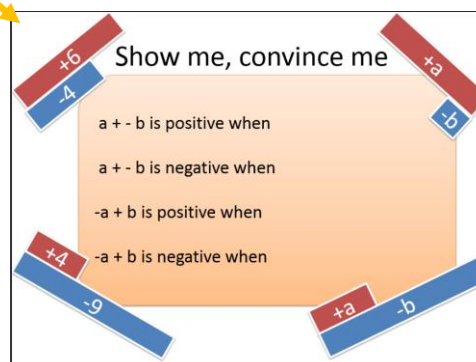 Show me, convince me
+6
-4
+a
-b
a + - b is positive when
a + - b is negative when
-a + b is positive when
-a + b is negative when
+4
-9
+a
-b